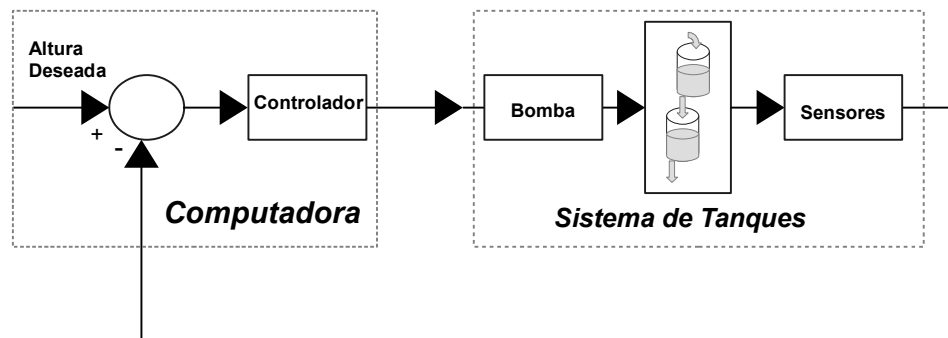 Altura
Deseada
+
-
Controlador
Computadora
Bomba
Sensores
Sistema de Tanques